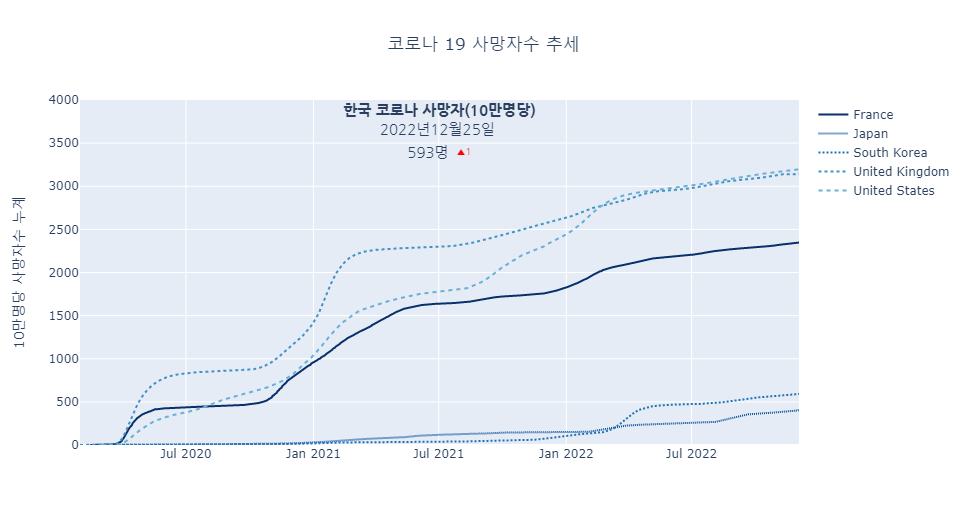 코로나 19 사망자수 추세
4000
3500
3000
2500
2000
1500
1000
500
0
10만명당 사망자수 누계
한국 코로나 사망자(10만명당)
2022년12월25일
593명 ▲1
Jul 2020
Jan 2021
Jul 2021
Jan 2022
Jul 2022
France
Japan
South Korea
United Kingdom
United States